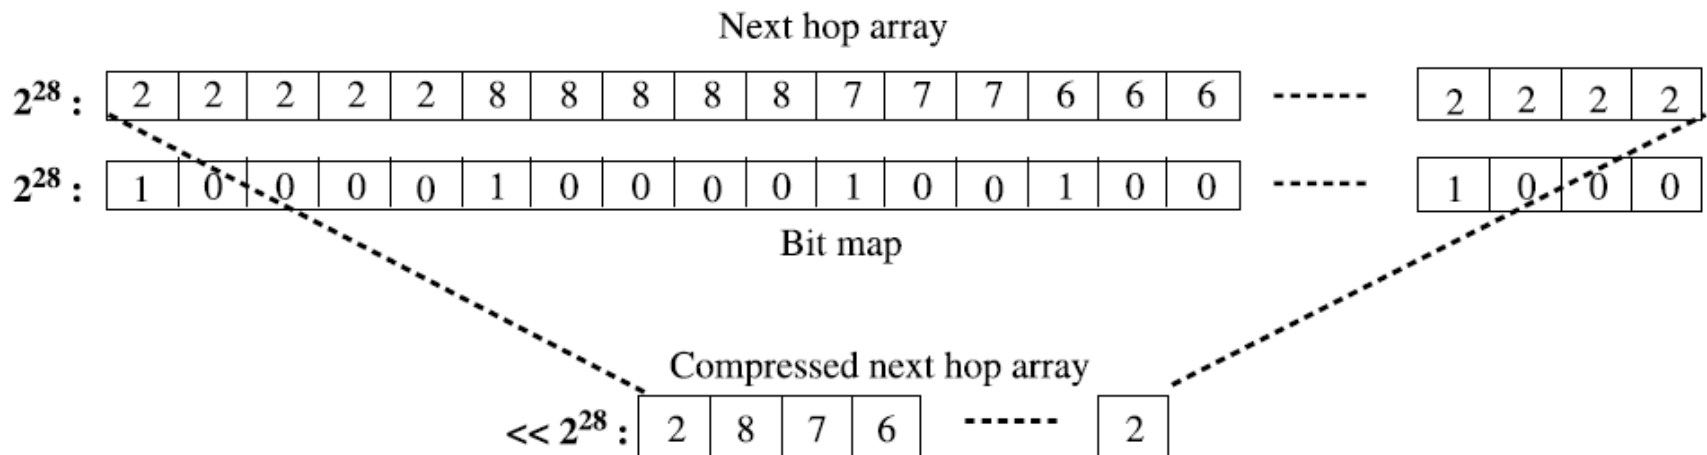 Next hop array
2²⁸ : 2 2 2 2 2 8 8 8 8 8 7 7 7 6 6 6 ------ 2 2 2 2
2²⁸ : 1 0 0 0 0 1 0 0 0 0 1 0 0 1 0 0 ------ 1 0 0 0
Bit map
Compressed next hop array
<< 2²⁸ : 2 8 7 6 ------ 2